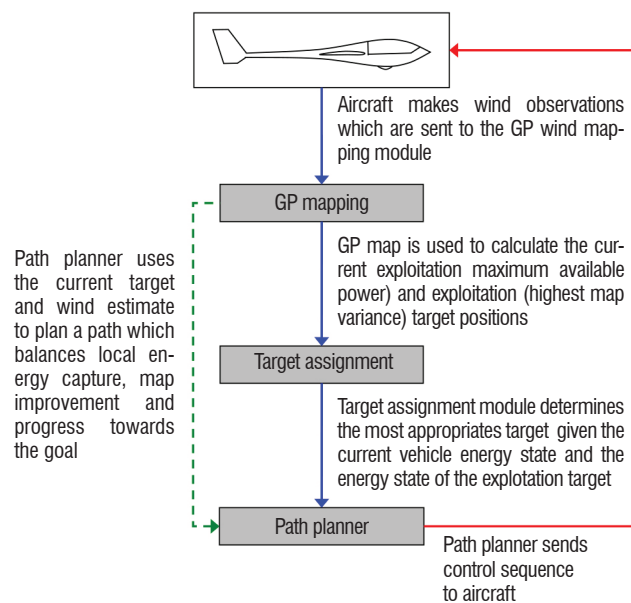 Aircraft makes wind observations
which are sent to the GP wind map-
ping module
GP mapping
Path planner uses
the current target
and wind estimate
to plan a path which
balances local en-
ergy capture, map
improvement and
progress towards
the goal
GP map is used to calculate the cur-
rent exploitation maximum available
power) and exploitation (highest map
variance) target positions
Target assignment
Target assignment module determines
the most appropriates target given the
current vehicle energy state and the
energy state of the explotation target
Path planner
Path planner sends
control sequence
to aircraft